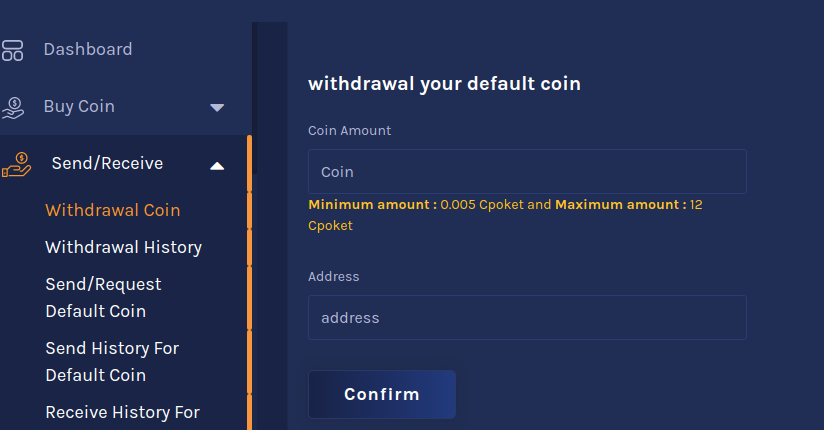 Dashboard
Buy Coin
Send/Receive
Withdrawal Coin
Withdrawal History
Send/Request
Default Coin
Send History For
Default Coin
Receive History For
withdrawal your default coin
Coin Amount
Coin
Minimum amount : 0.005 Cpoket and Maximum amount : 12
Cpoket
Address
address
Confirm